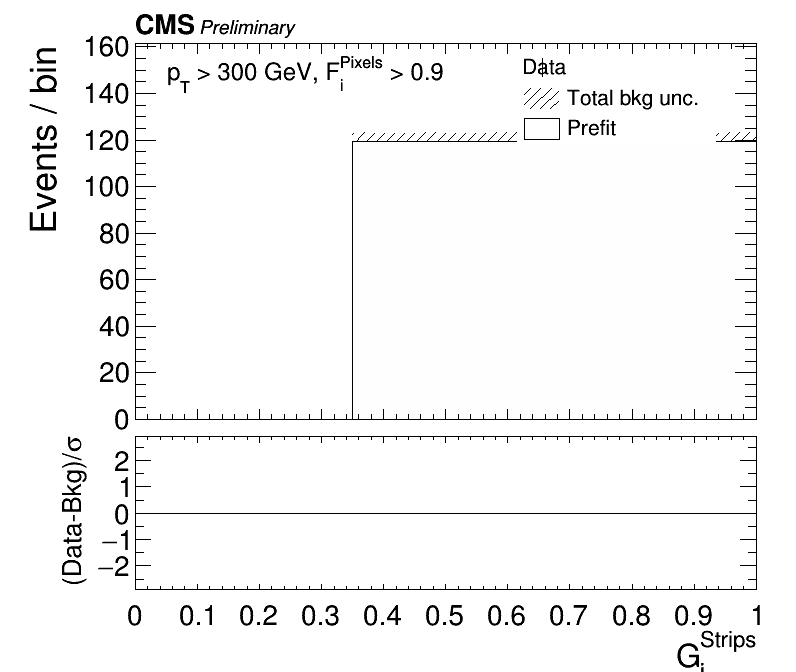 CMS Preliminary
160
140
120
100
80
60
40
20
0
Events / bin
p_T > 300 GeV, F_i^Pixels > 0.9
Data
Total bkg unc.
Prefit
2
1
0
−1
−2
(Data-Bkg)/σ
0 0.1 0.2 0.3 0.4 0.5 0.6 0.7 0.8 0.9 1
G_i^Strips